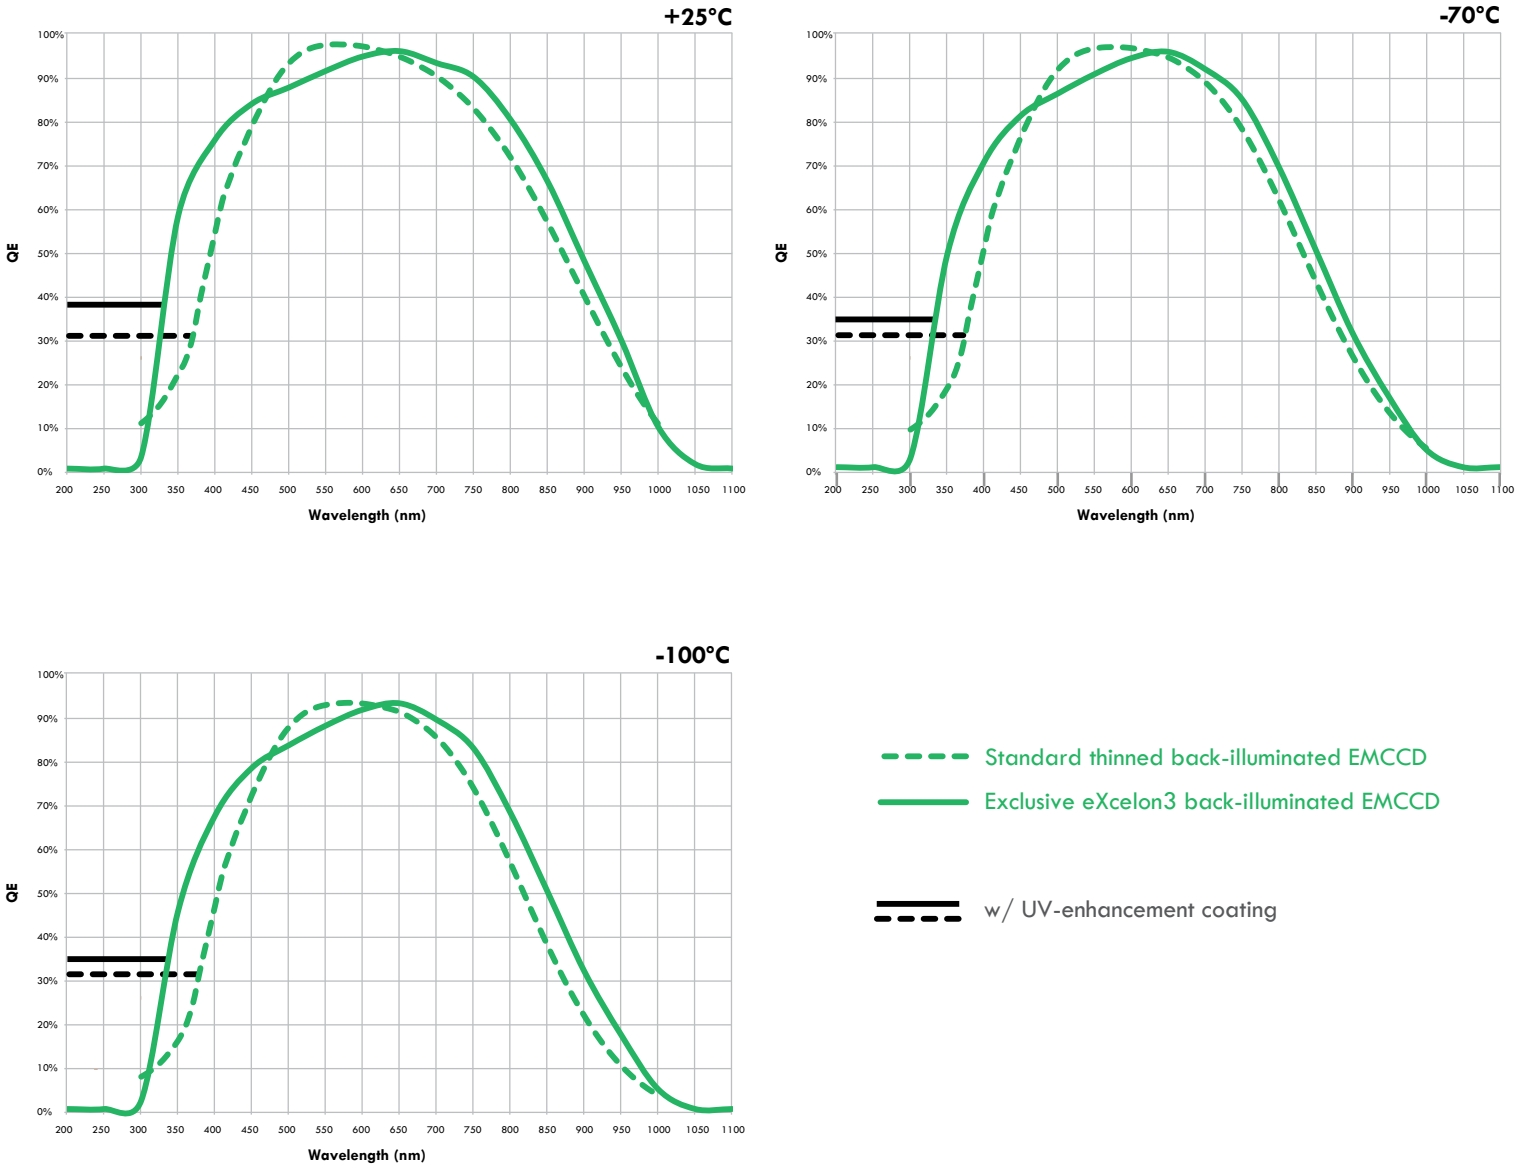 +25°C
100%
90%
80%
70%
60%
50%
40%
30%
20%
10%
0%
QE
200 250 300 350 400 450 500 550 600 650 700 750 800 850 900 950 1000 1050 1100
Wavelength (nm)
-70°C
100%
90%
80%
70%
60%
50%
40%
30%
20%
10%
0%
QE
200 250 300 350 400 450 500 550 600 650 700 750 800 850 900 950 1000 1050 1100
Wavelength (nm)
-100°C
100%
90%
80%
70%
60%
50%
40%
30%
20%
10%
0%
QE
200 250 300 350 400 450 500 550 600 650 700 750 800 850 900 950 1000 1050 1100
Wavelength (nm)
Standard thinned back-illuminated EMCCD
Exclusive eXcelon3 back-illuminated EMCCD
w/ UV-enhancement coating